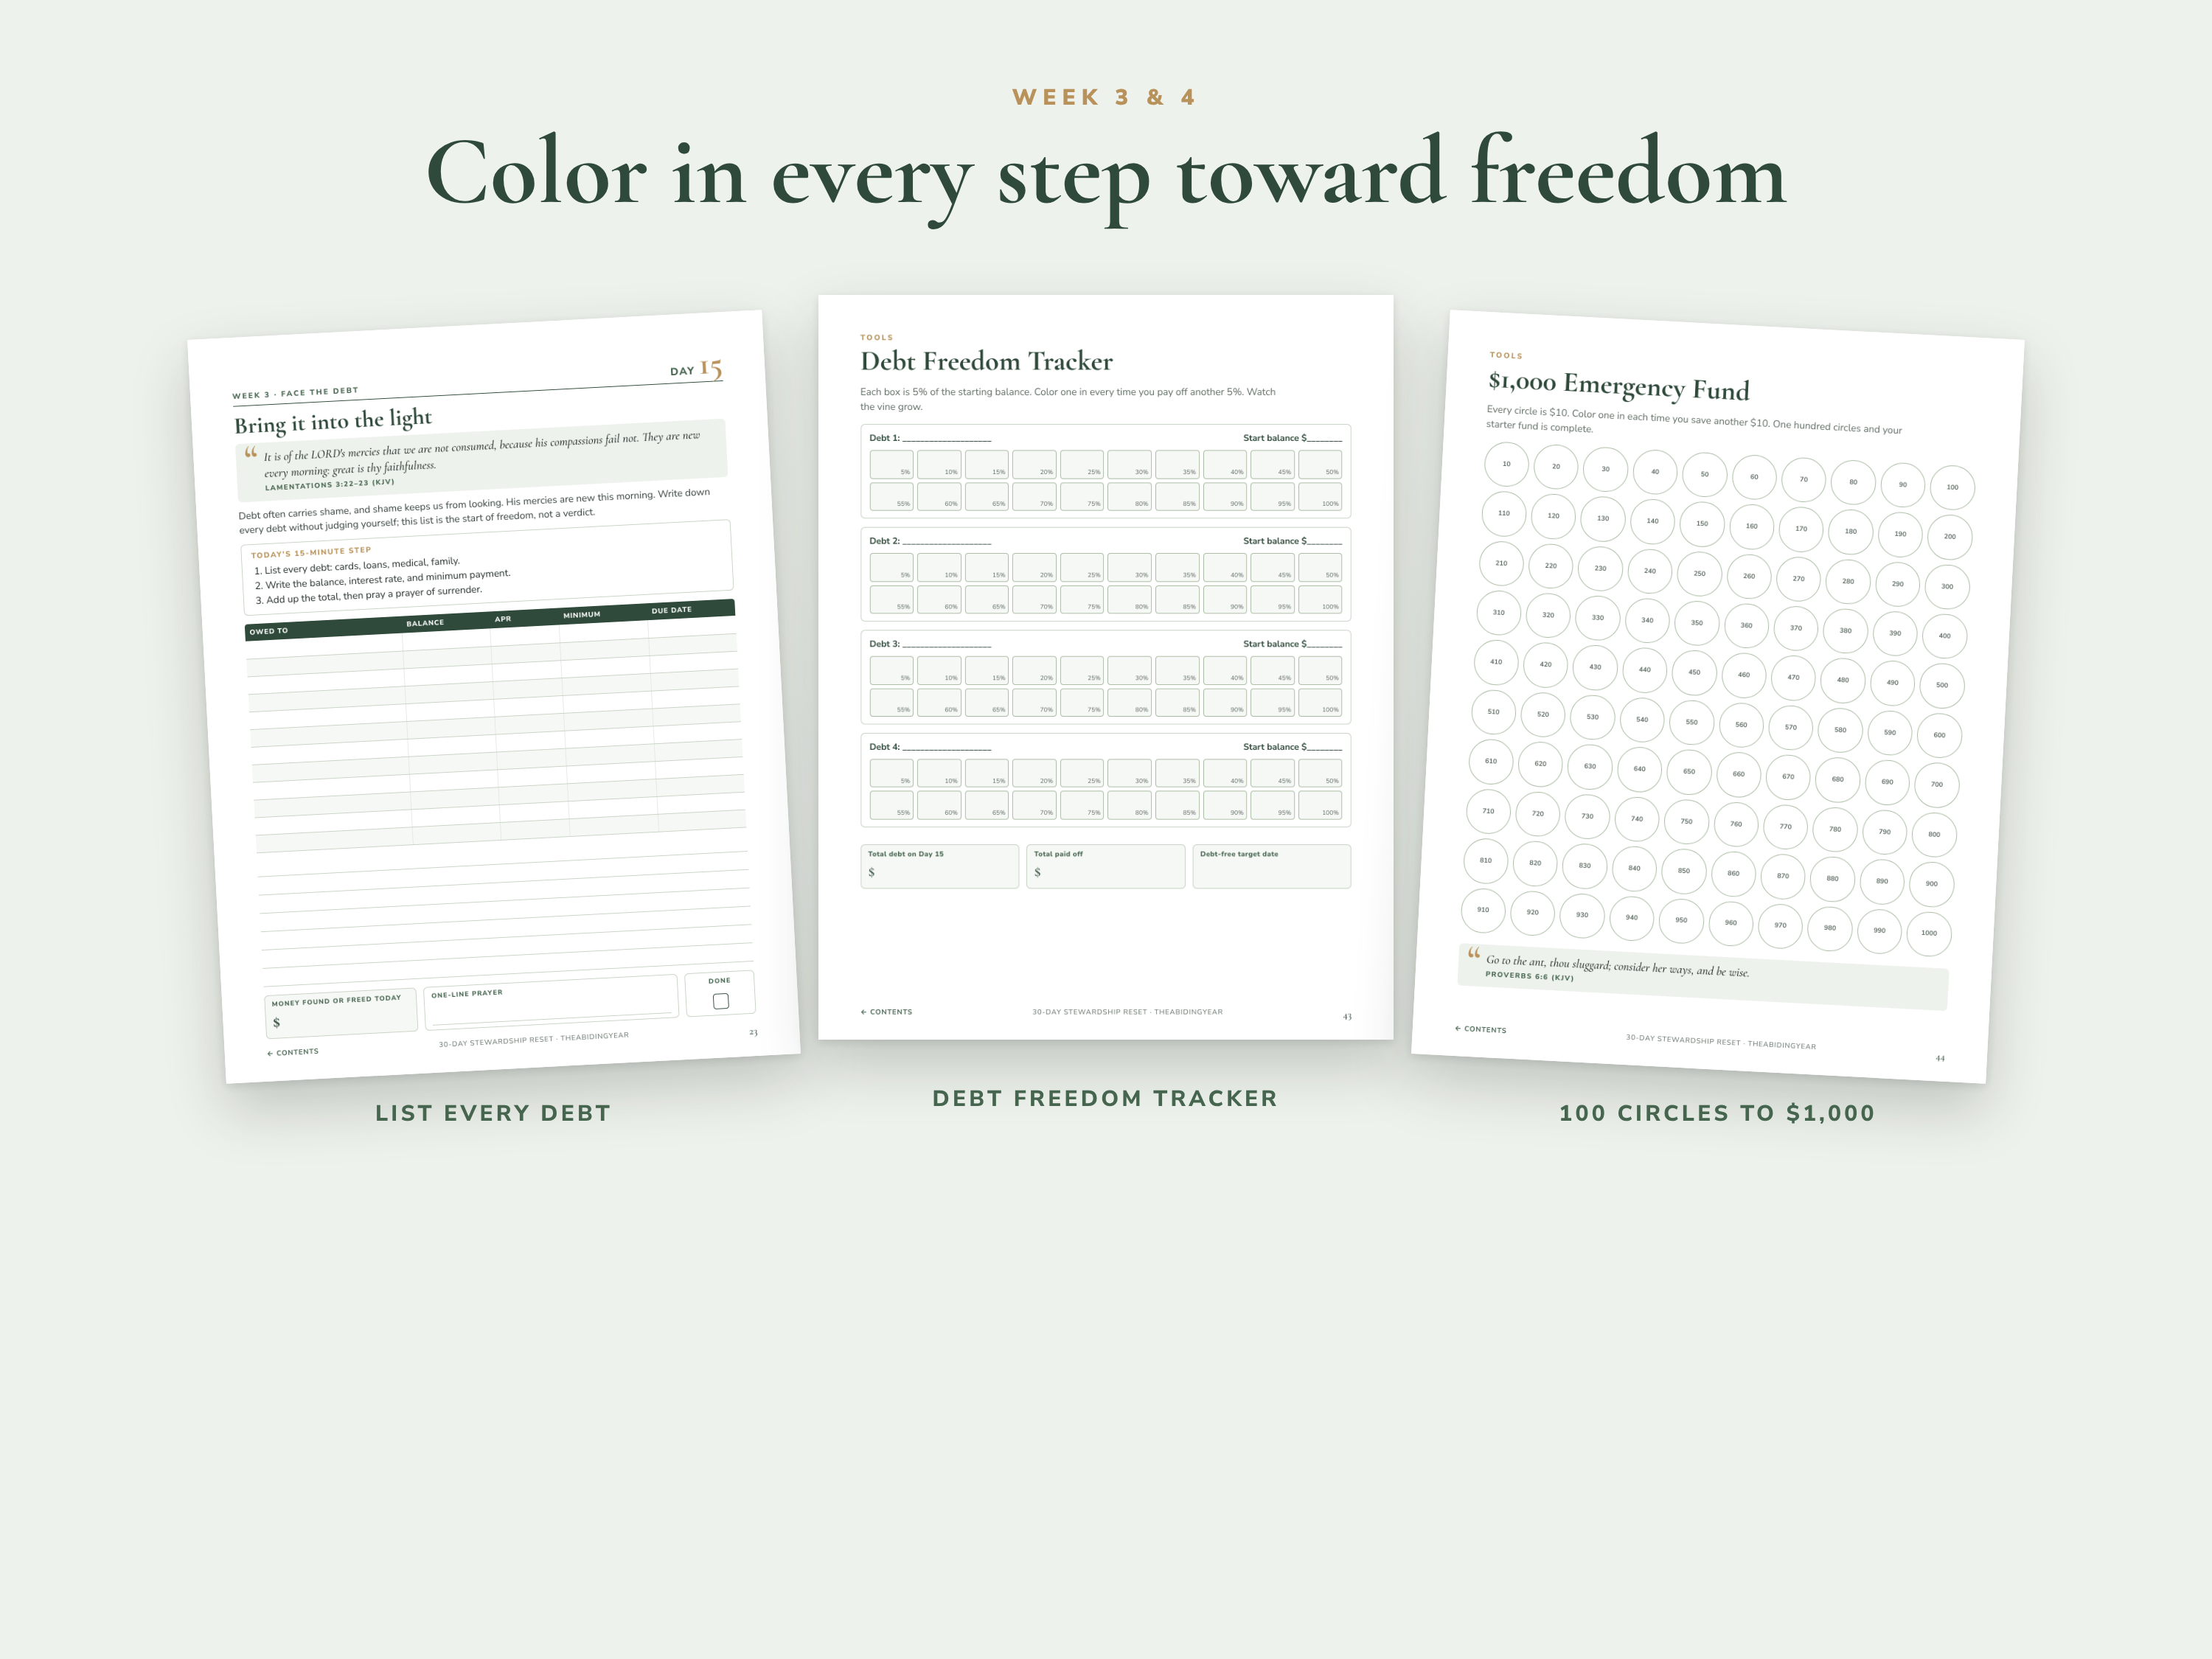 WEEK 3 & 4
Color in every step toward freedom
WEEK 3 · FACE THE DEBT
DAY 15
Bring it into the light
“ It is of the LORD's mercies that we are not consumed, because his compassions fail not. They are new
every morning: great is thy faithfulness.
LAMENTATIONS 3:22–23 (KJV)
Debt often carries shame, and shame keeps us from looking. His mercies are new this morning. Write down
every debt without judging yourself; this list is the start of freedom, not a verdict.
TODAY'S 15-MINUTE STEP
1. List every debt: cards, loans, medical, family.
2. Write the balance, interest rate, and minimum payment.
3. Add up the total, then pray a prayer of surrender.
OWED TO BALANCE APR MINIMUM DUE DATE
MONEY FOUND OR FREED TODAY
$
ONE-LINE PRAYER
DONE
← CONTENTS
30-DAY STEWARDSHIP RESET · THEABIDINGYEAR
23
LIST EVERY DEBT
TOOLS
Debt Freedom Tracker
Each box is 5% of the starting balance. Color one in every time you pay off another 5%. Watch
the vine grow.
Debt 1: ____________________ Start balance $________
5% 10% 15% 20% 25% 30% 35% 40% 45% 50%
55% 60% 65% 70% 75% 80% 85% 90% 95% 100%
Debt 2: ____________________ Start balance $________
5% 10% 15% 20% 25% 30% 35% 40% 45% 50%
55% 60% 65% 70% 75% 80% 85% 90% 95% 100%
Debt 3: ____________________ Start balance $________
5% 10% 15% 20% 25% 30% 35% 40% 45% 50%
55% 60% 65% 70% 75% 80% 85% 90% 95% 100%
Debt 4: ____________________ Start balance $________
5% 10% 15% 20% 25% 30% 35% 40% 45% 50%
55% 60% 65% 70% 75% 80% 85% 90% 95% 100%
Total debt on Day 15
$
Total paid off
$
Debt-free target date
← CONTENTS
30-DAY STEWARDSHIP RESET · THEABIDINGYEAR
43
DEBT FREEDOM TRACKER
TOOLS
$1,000 Emergency Fund
Every circle is $10. Color one in each time you save another $10. One hundred circles and your
starter fund is complete.
10 20 30 40 50 60 70 80 90 100
110 120 130 140 150 160 170 180 190 200
210 220 230 240 250 260 270 280 290 300
310 320 330 340 350 360 370 380 390 400
410 420 430 440 450 460 470 480 490 500
510 520 530 540 550 560 570 580 590 600
610 620 630 640 650 660 670 680 690 700
710 720 730 740 750 760 770 780 790 800
810 820 830 840 850 860 870 880 890 900
910 920 930 940 950 960 970 980 990 1000
“ Go to the ant, thou sluggard; consider her ways, and be wise.
PROVERBS 6:6 (KJV)
← CONTENTS
30-DAY STEWARDSHIP RESET · THEABIDINGYEAR
44
100 CIRCLES TO $1,000